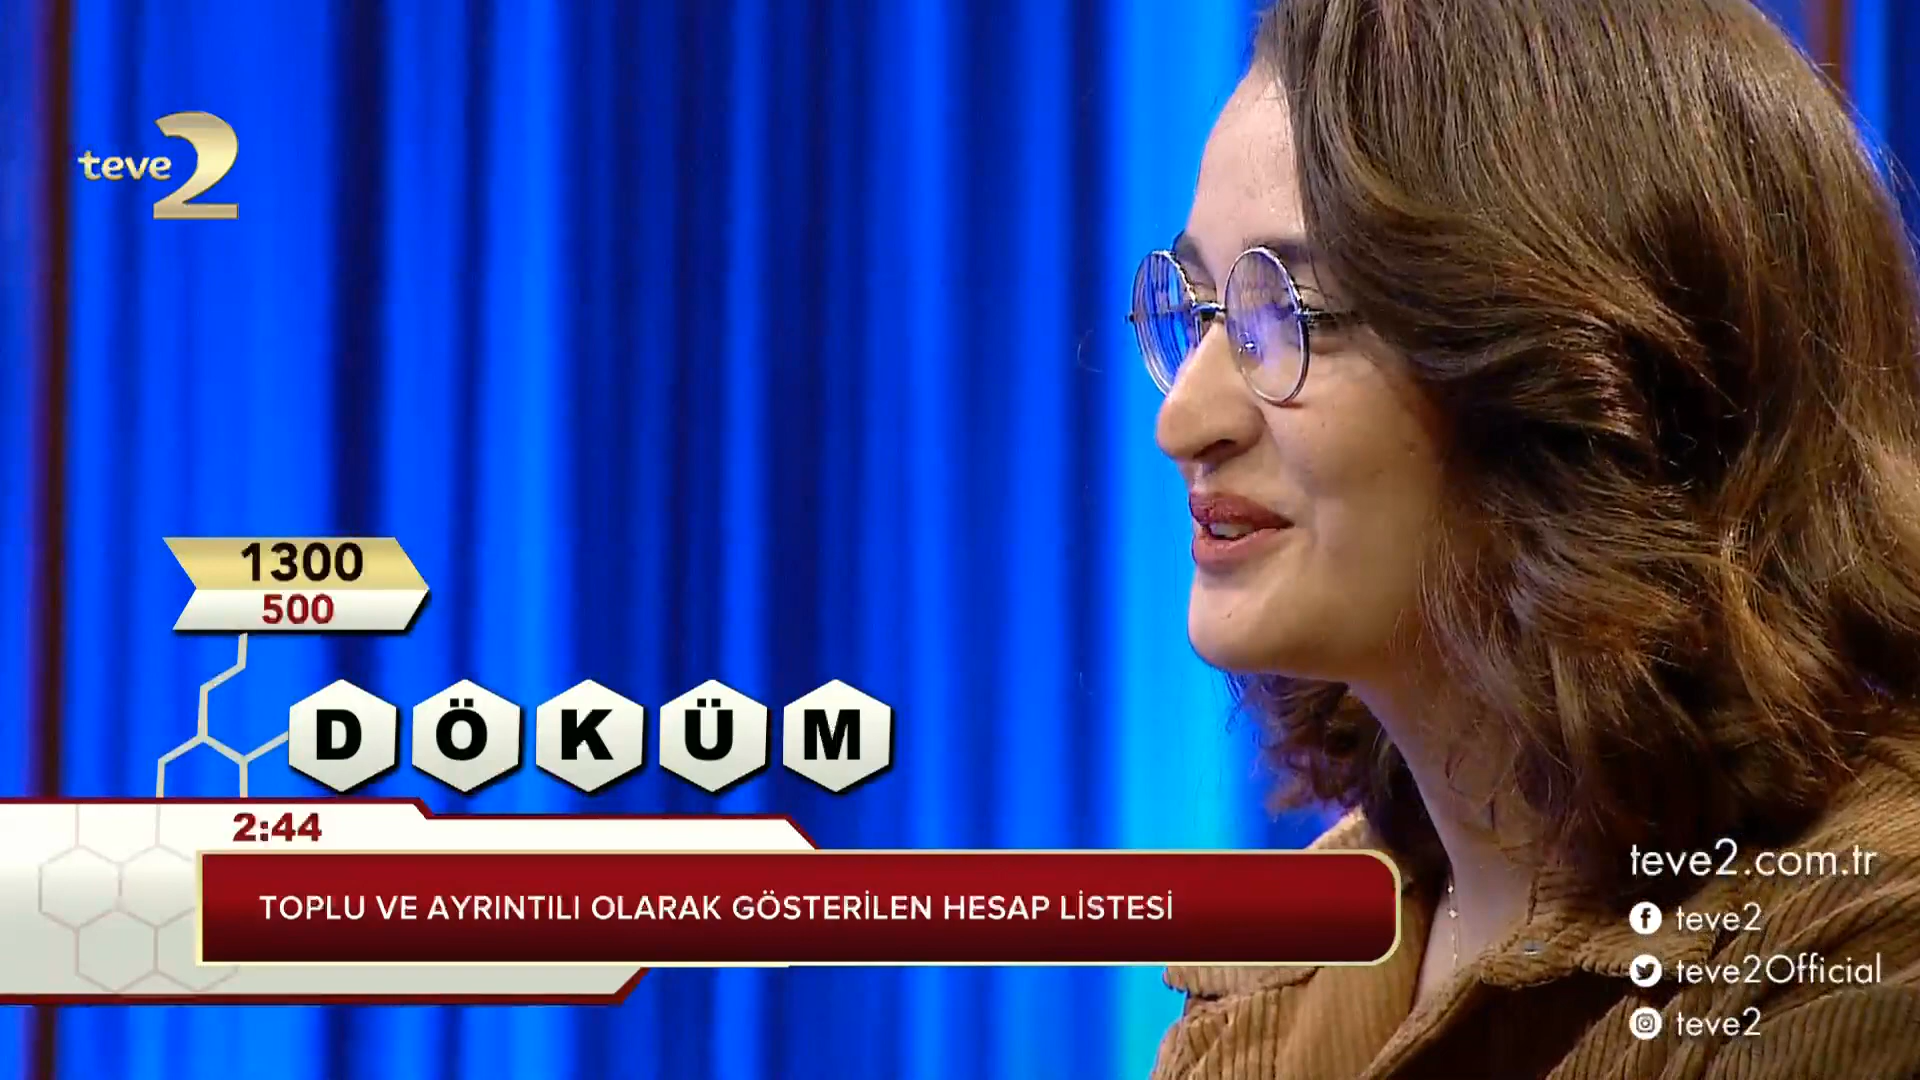 teve2
1300
500
DÖKÜM
2:44
TOPLU VE AYRINTILI OLARAK GÖSTERİLEN HESAP LİSTESİ
teve2.com.tr
teve2
teve2Official
teve2